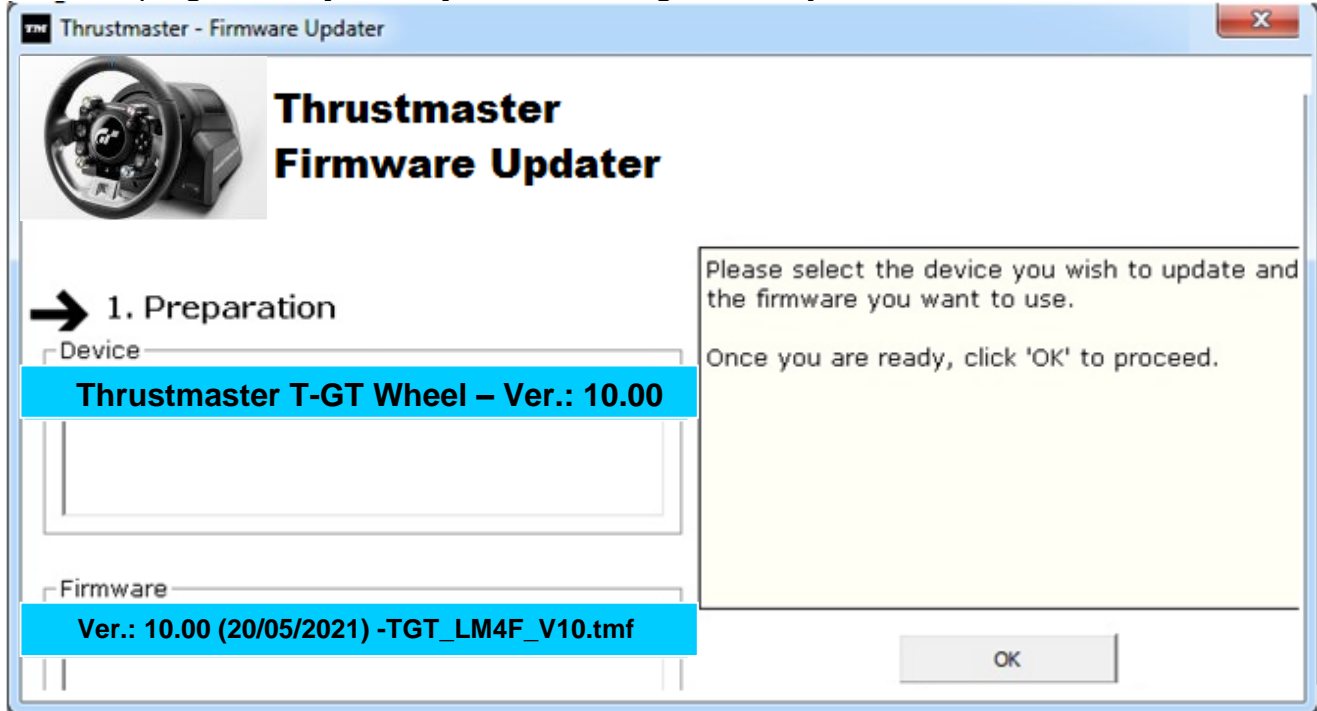 Thrustmaster - Firmware Updater
Thrustmaster
Firmware Updater
1. Preparation
Device
Thrustmaster T-GT Wheel – Ver.: 10.00
Firmware
Ver.: 10.00 (20/05/2021) -TGT_LM4F_V10.tmf
Please select the device you wish to update and
the firmware you want to use.
Once you are ready, click 'OK' to proceed.
OK